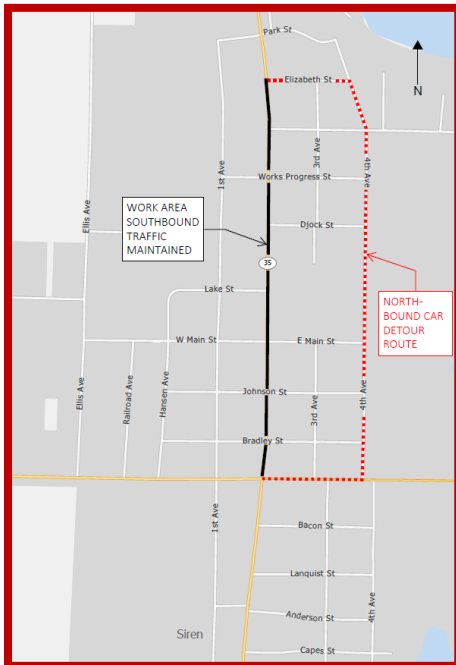 Park St
Elizabeth St
N
3rd Ave
1st Ave
4th Ave
Works Progress St
WORK AREA
SOUTHBOUND
TRAFFIC
MAINTAINED
Ellis Ave
Djock St
35
Lake St
NORTH-
BOUND CAR
DETOUR
ROUTE
W Main St
E Main St
Ellis Ave
Railroad Ave
Hansen Ave
Johnson St
3rd Ave
4th Ave
Bradley St
1st Ave
Bacon St
Lanquist St
4th Ave
Anderson St
Siren
Capes St